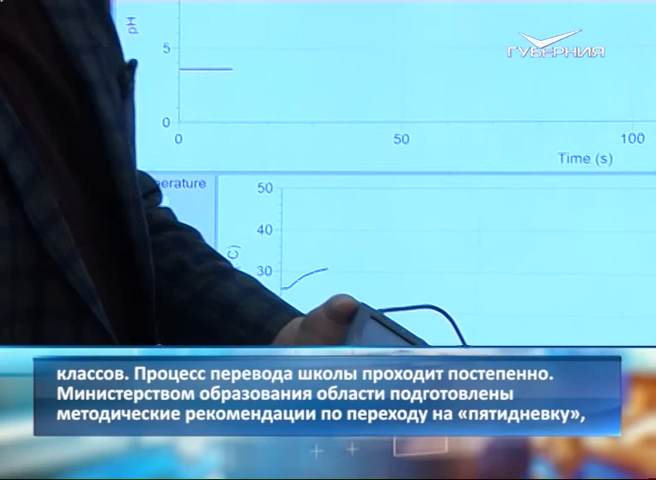 pH
ГУБЕРНИЯ
5
0
0
50
100
Time (s)
perature
50
40
30
C)
классов. Процесс перевода школы проходит постепенно.
Министерством образования области подготовлены
методические рекомендации по переходу на «пятидневку»,